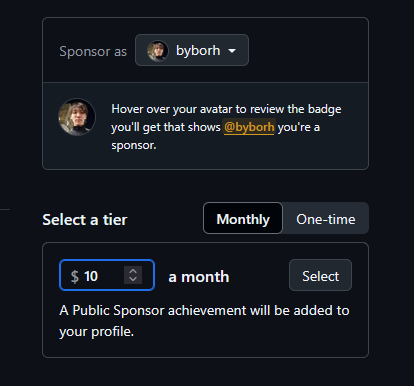 Sponsor as byborh
Hover over your avatar to review the badge
you'll get that shows @byborh you're a
sponsor.
Select a tier Monthly One-time
$ 10 a month Select
A Public Sponsor achievement will be added to
your profile.